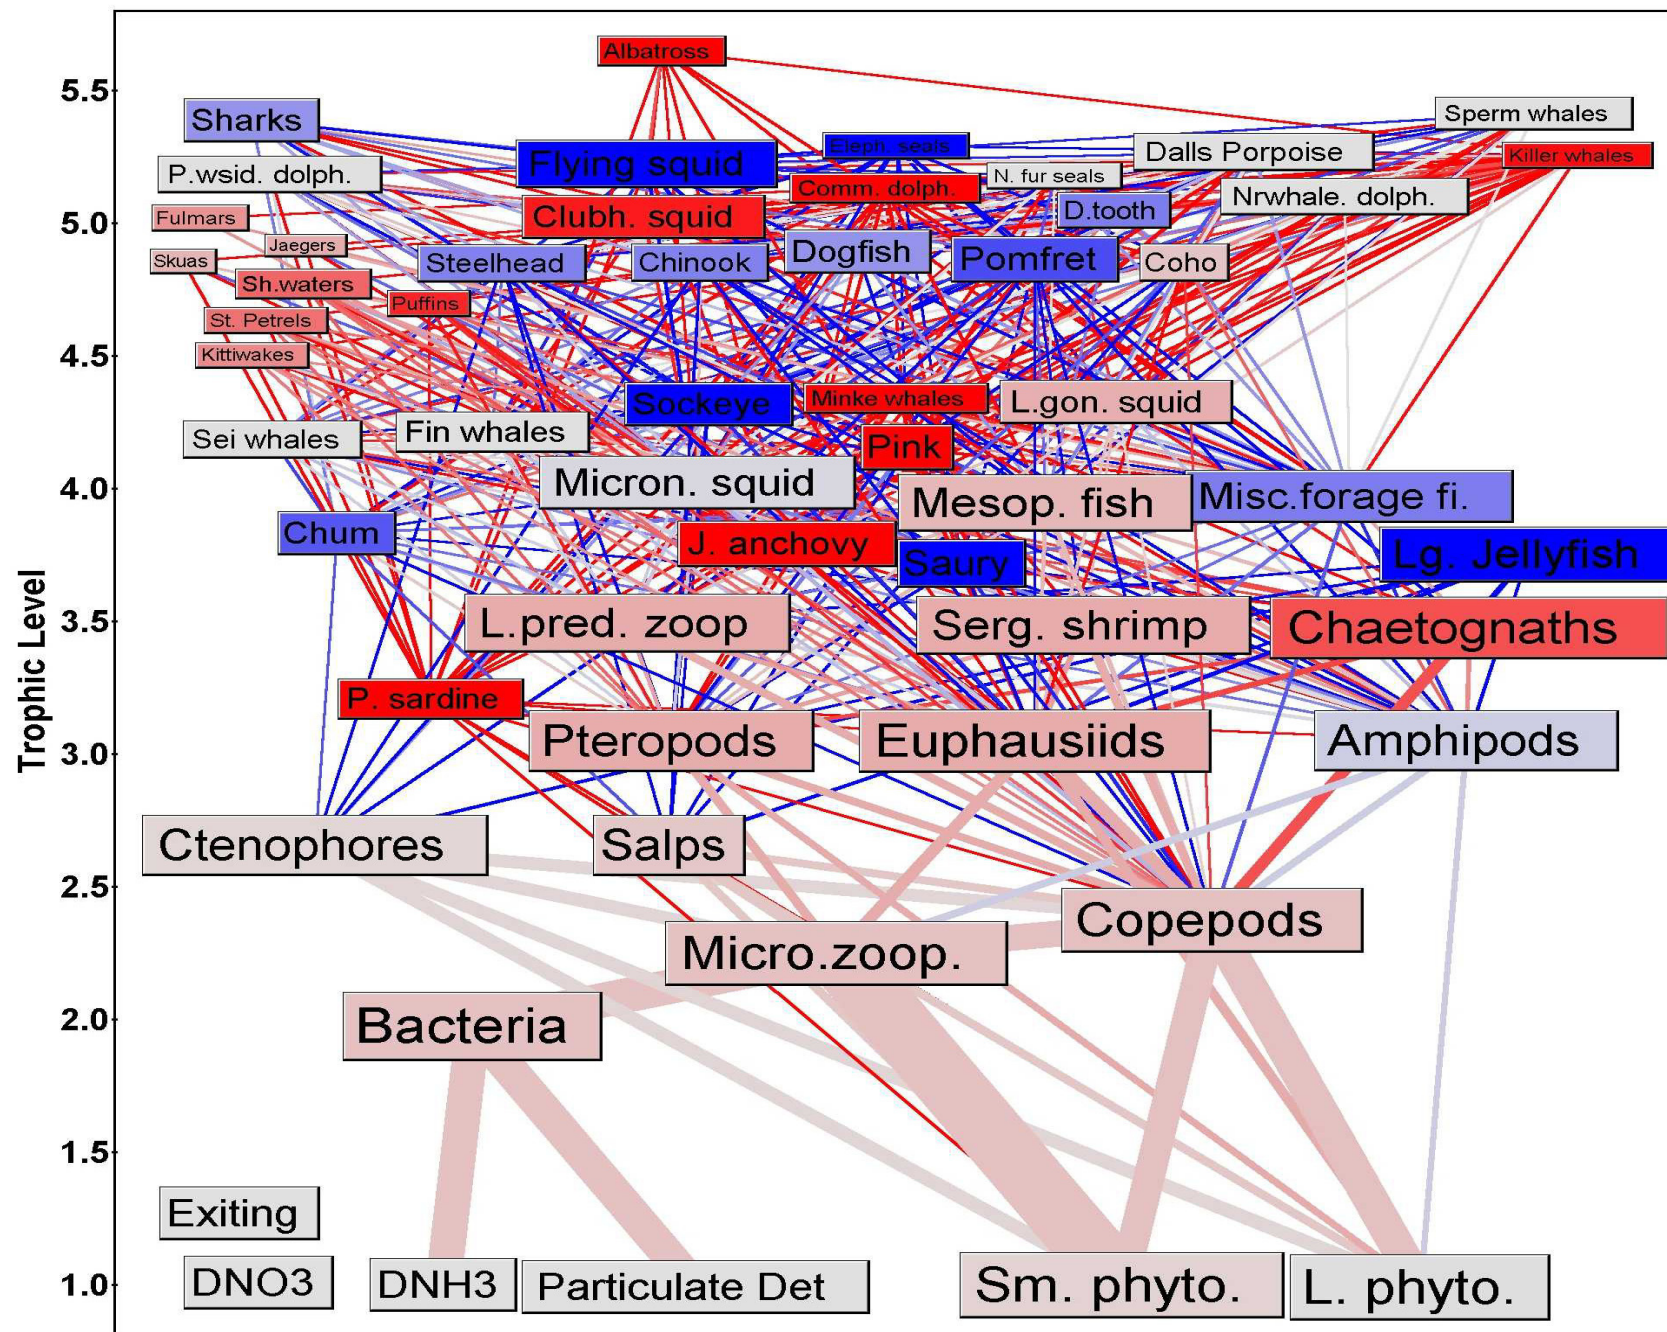 Albatross
5.5
Sharks
Sperm whales
Flying squid
Eleph. seals
Dalls Porpoise
Killer whales
P.wsid. dolph.
Comm. dolph.
N. fur seals
Nrwhale. dolph.
Fulmars
5.0
Clubh. squid
D.tooth
Jaegers
Skuas
Steelhead
Chinook
Dogfish
Pomfret
Coho
Sh.waters
Puffins
St. Petrels
Kittiwakes
4.5
Sockeye
Minke whales
L.gon. squid
Sei whales
Fin whales
Pink
Micron. squid
4.0
Mesop. fish
Misc.forage fi.
Chum
J. anchovy
Saury
Lg. Jellyfish
L.pred. zoop
3.5
Serg. shrimp
Chaetognaths
P. sardine
Trophic Level
3.0
Pteropods
Euphausiids
Amphipods
Ctenophores
Salps
2.5
Copepods
Micro.zoop.
2.0
Bacteria
1.5
Exiting
1.0
DNO3
DNH3
Particulate Det
Sm. phyto.
L. phyto.